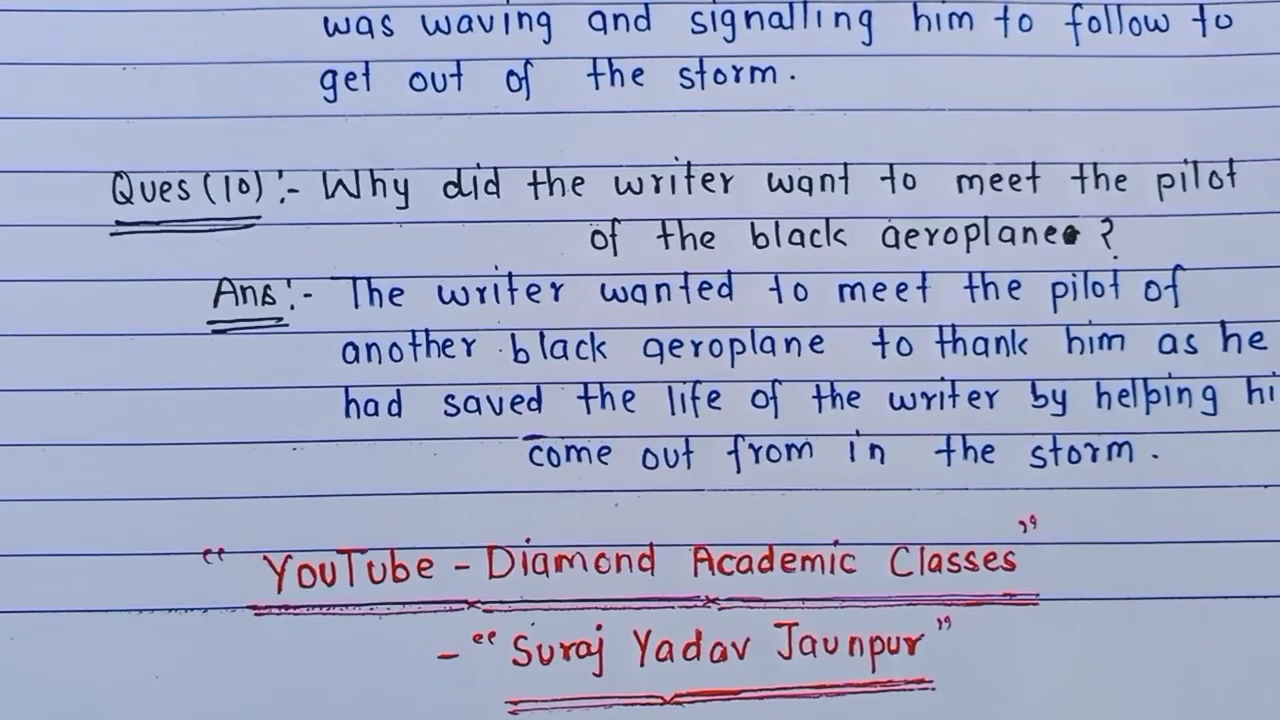 was waving and signalling him to follow to
get out of the storm.
Ques (10):- Why did the writer want to meet the pilot
of the black aeroplane ?
Ans:- The writer wanted to meet the pilot of
another black aeroplane to thank him as he
had saved the life of the writer by helping hi
come out from in the storm.
"YouTube - Diamond Academic Classes"
- "Suraj Yadav Jaunpur"